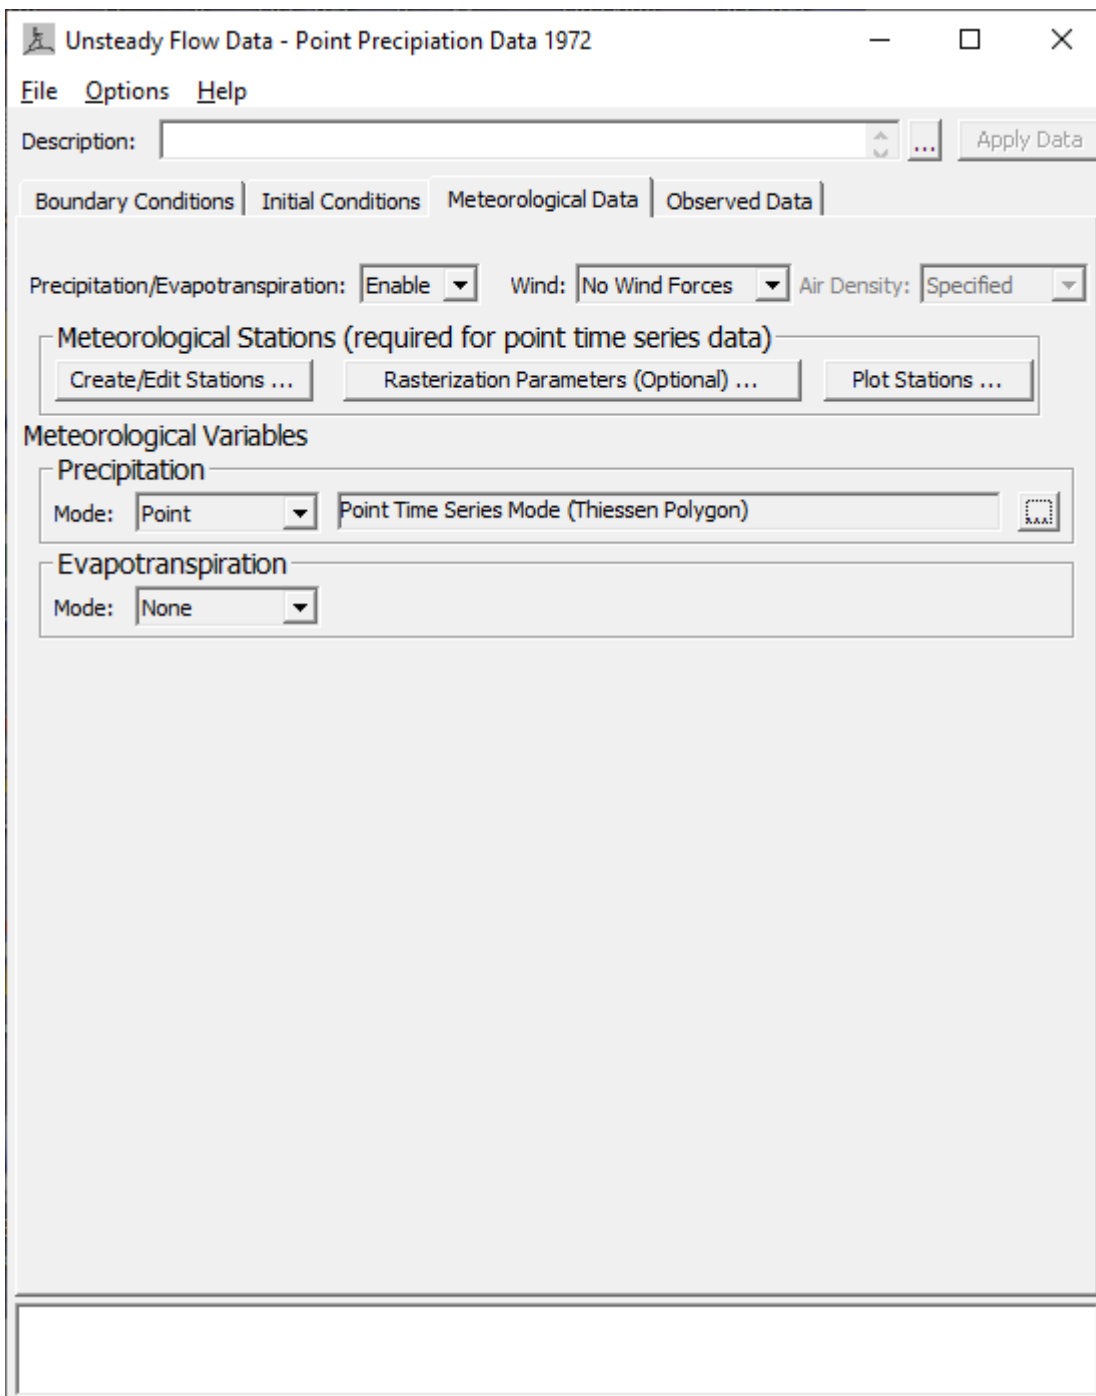 Unsteady Flow Data - Point Precipiation Data 1972
File Options Help
Description: ... Apply Data
Boundary Conditions Initial Conditions Meteorological Data Observed Data
Precipitation/Evapotranspiration: Enable Wind: No Wind Forces Air Density: Specified
Meteorological Stations (required for point time series data)
Create/Edit Stations ... Rasterization Parameters (Optional) ... Plot Stations ...
Meteorological Variables
Precipitation
Mode: Point Point Time Series Mode (Thiessen Polygon) ...
Evapotranspiration
Mode: None